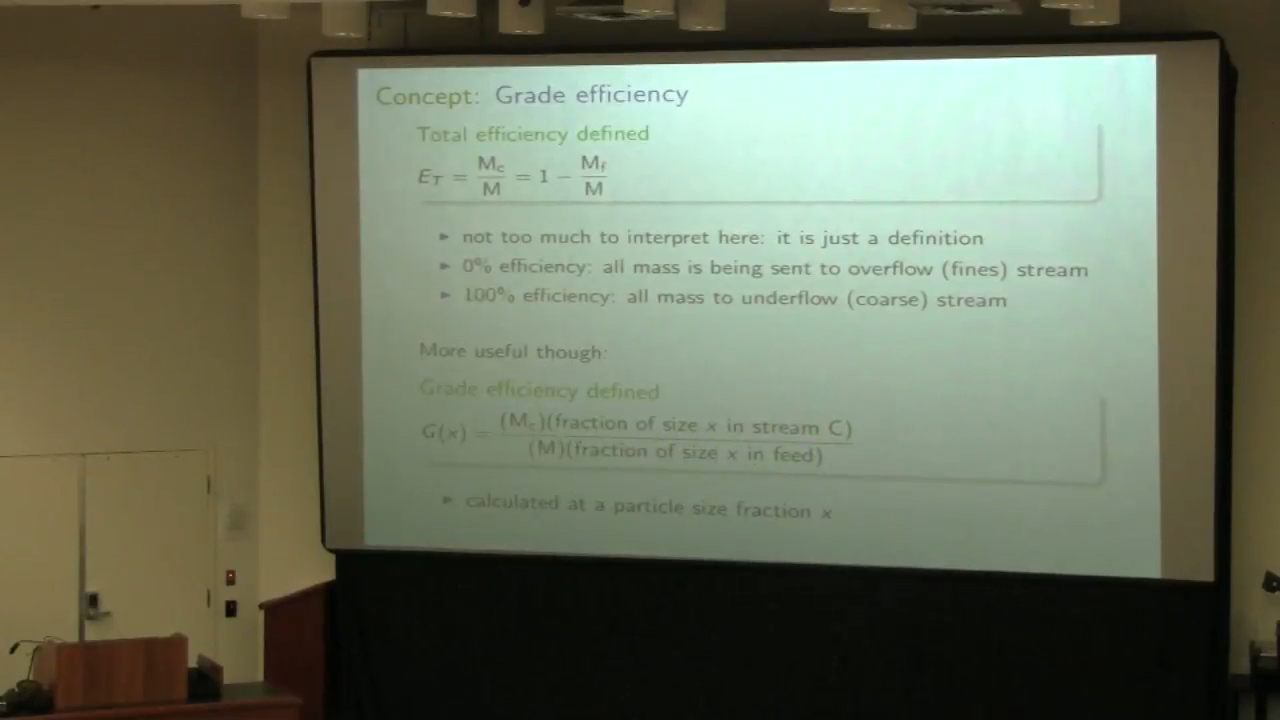 Concept: Grade efficiency
Total efficiency defined
E_T = M_c/M = 1 − M_f/M
► not too much to interpret here: it is just a definition
► 0% efficiency: all mass is being sent to overflow (fines) stream
► 100% efficiency: all mass to underflow (coarse) stream
More useful though:
Grade efficiency defined
G(x) = (M_c)(fraction of size x in stream C) / (M)(fraction of size x in feed)
► calculated at a particle size fraction x